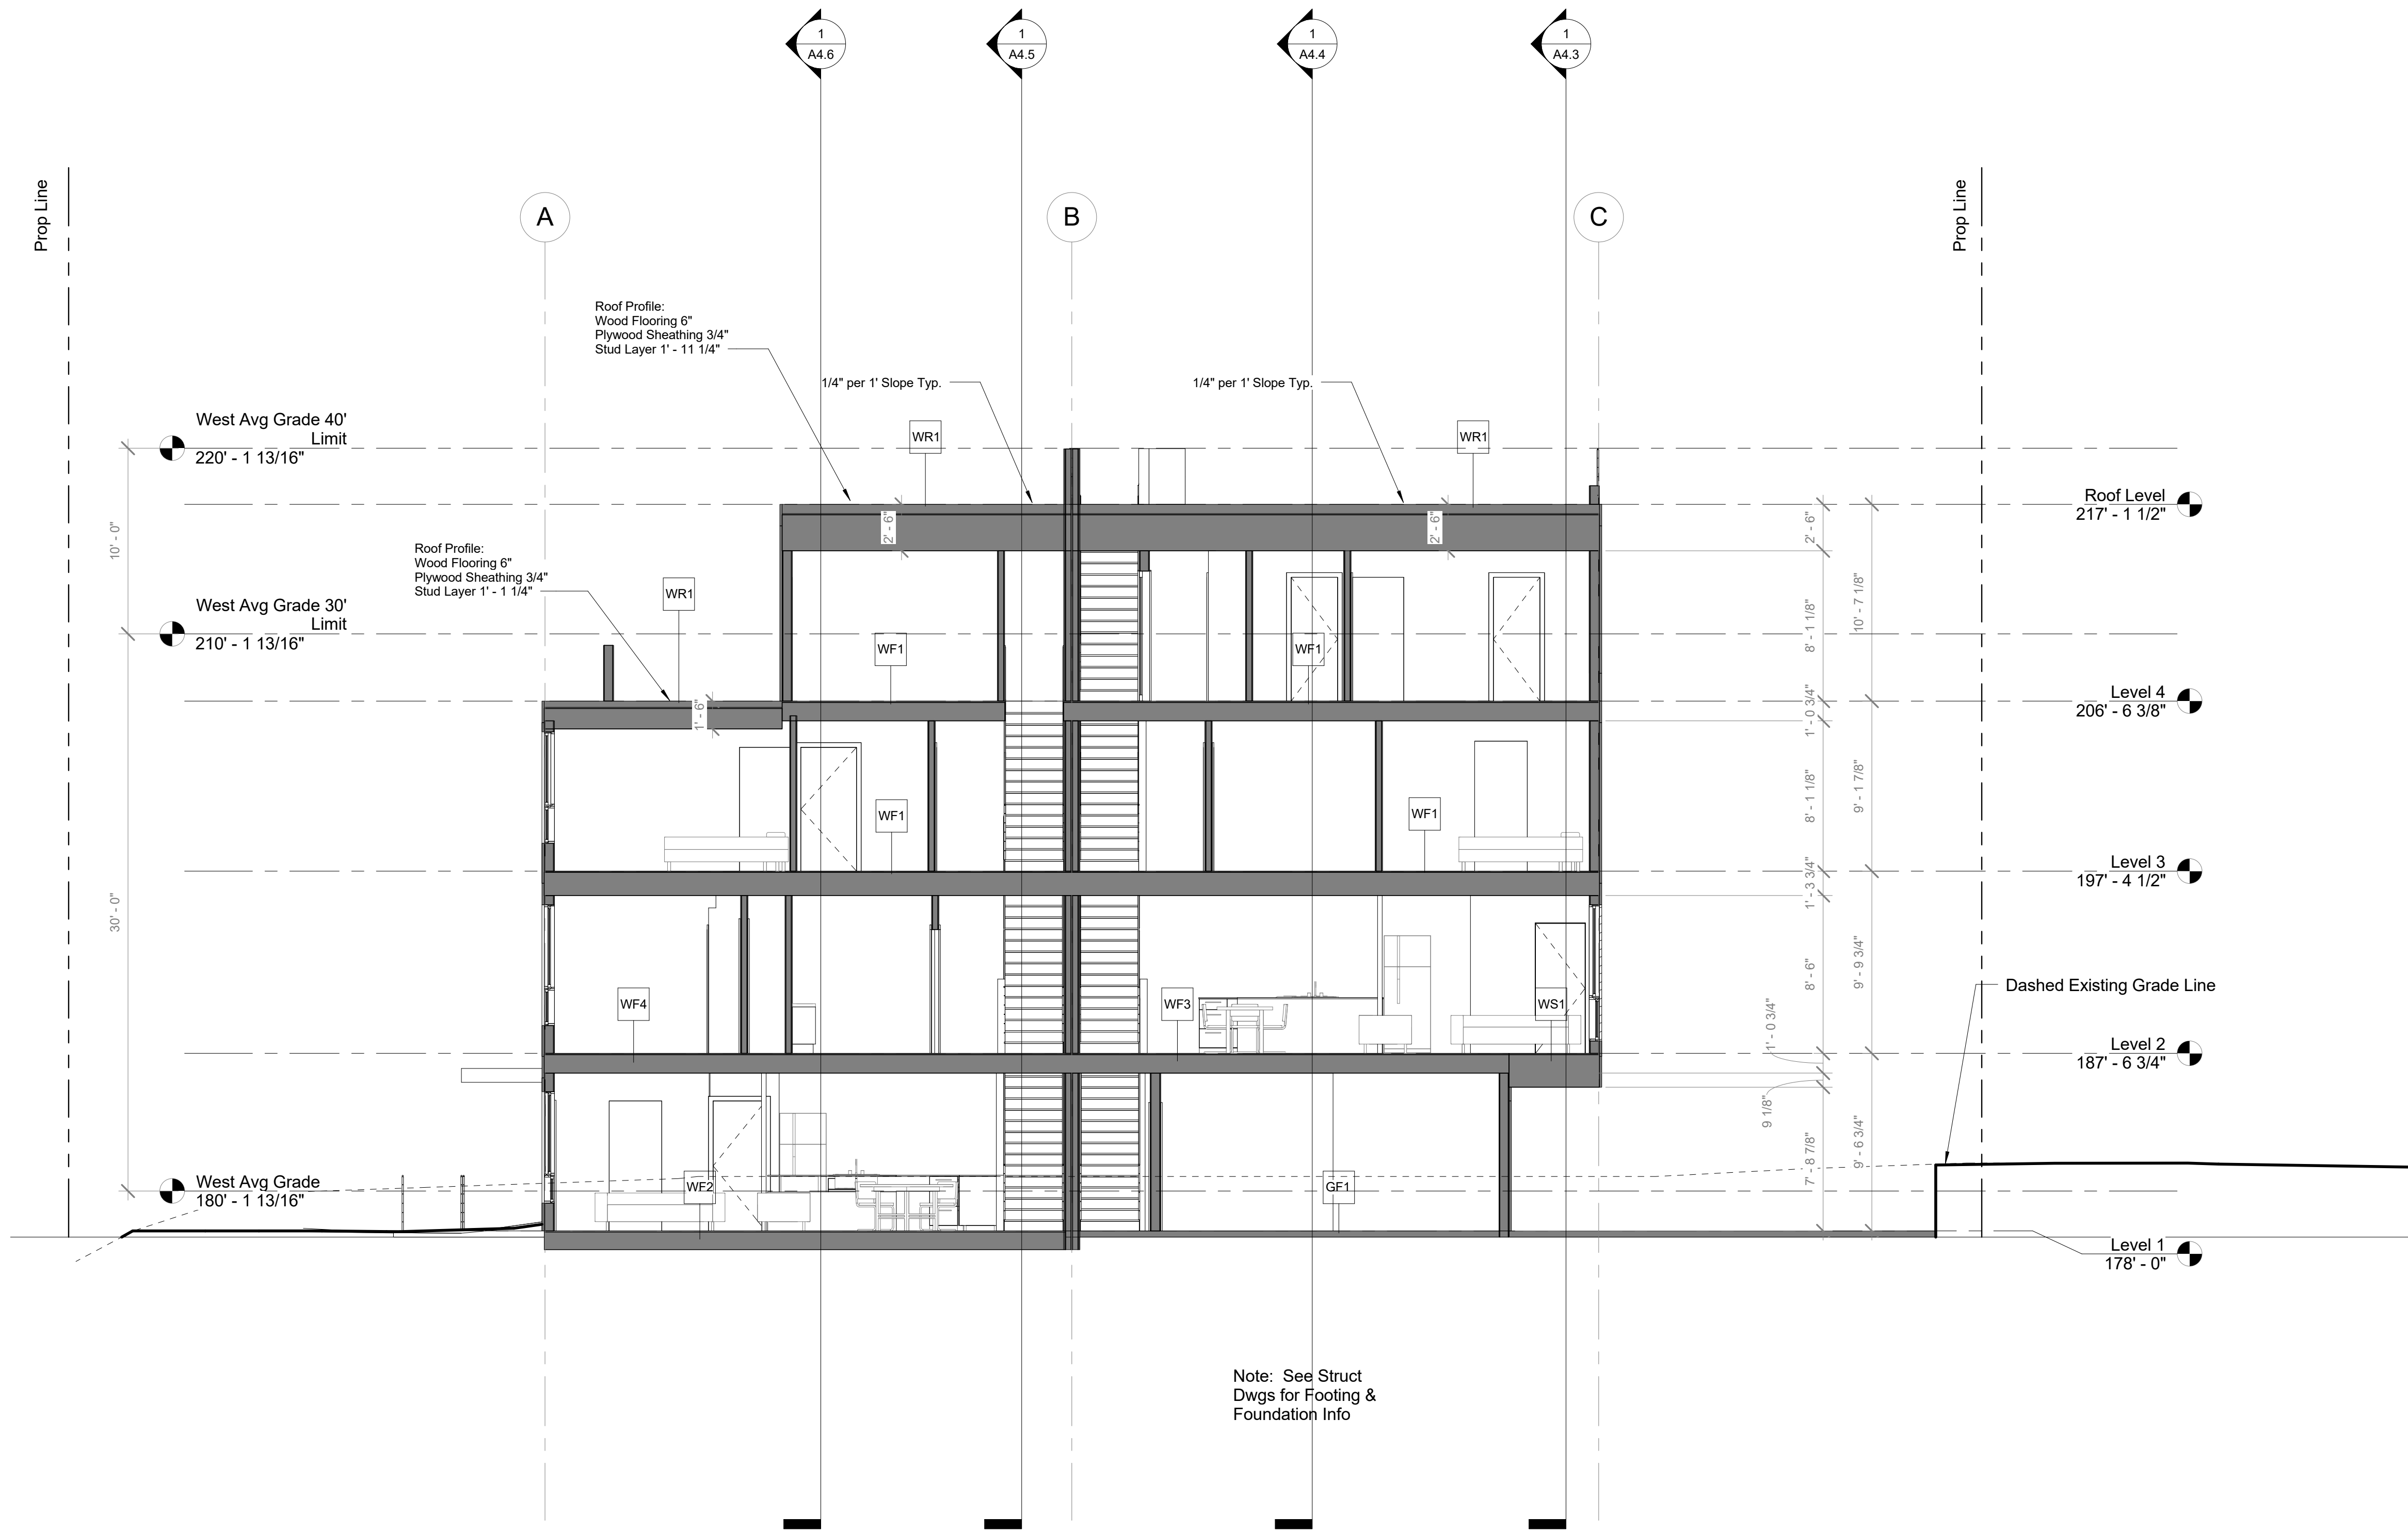 1
A4.6
1
A4.5
1
A4.4
1
A4.3
Prop Line
Prop Line
A
B
C
Roof Profile:
Wood Flooring 6"
Plywood Sheathing 3/4"
Stud Layer 1' - 11 1/4"
1/4" per 1' Slope Typ.
1/4" per 1' Slope Typ.
West Avg Grade 40'
Limit
220' - 1 13/16"
WR1
WR1
Roof Level
217' - 1 1/2"
10' - 0"
2' - 6"
2' - 6"
2' - 6"
Roof Profile:
Wood Flooring 6"
Plywood Sheathing 3/4"
Stud Layer 1' - 1 1/4"
WR1
West Avg Grade 30'
Limit
210' - 1 13/16"
WF1
WF1
8' - 1 1/8"
10' - 7 1/8"
1' - 6"
1' - 0 3/4"
Level 4
206' - 6 3/8"
WF1
WF1
8' - 1 1/8"
9' - 1 7/8"
Level 3
197' - 4 1/2"
1' - 3 3/4"
30' - 0"
WF4
WF3
WS1
8' - 6"
9' - 9 3/4"
Dashed Existing Grade Line
1' - 0 3/4"
Level 2
187' - 6 3/4"
9 1/8"
7' - 8 7/8"
9' - 6 3/4"
West Avg Grade
180' - 1 13/16"
WF2
GF1
Level 1
178' - 0"
Note: See Struct
Dwgs for Footing &
Foundation Info